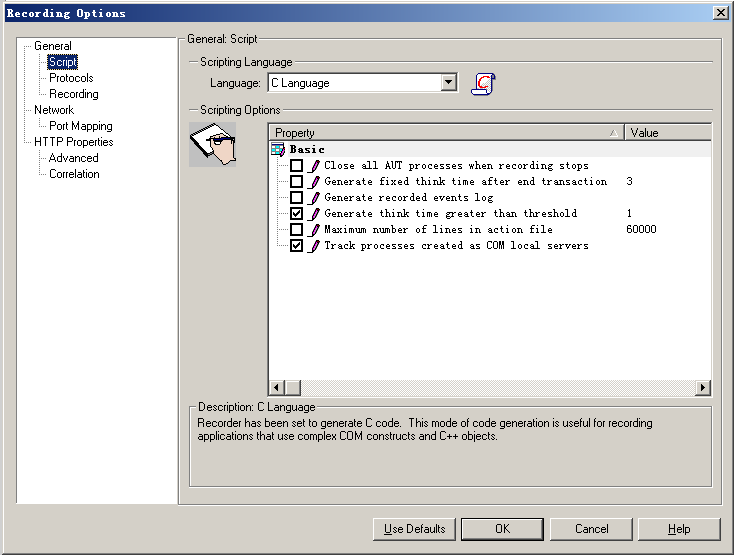 Recording Options
General
Script
Protocols
Recording
Network
Port Mapping
HTTP Properties
Advanced
Correlation
General: Script
Scripting Language
Language: C Language
Scripting Options
Property Value
Basic
Close all AUT processes when recording stops
Generate fixed think time after end transaction 3
Generate recorded events log
Generate think time greater than threshold 1
Maximum number of lines in action file 60000
Track processes created as COM local servers
Description: C Language
Recorder has been set to generate C code. This mode of code generation is useful for recording
applications that use complex COM constructs and C++ objects.
Use Defaults OK Cancel Help